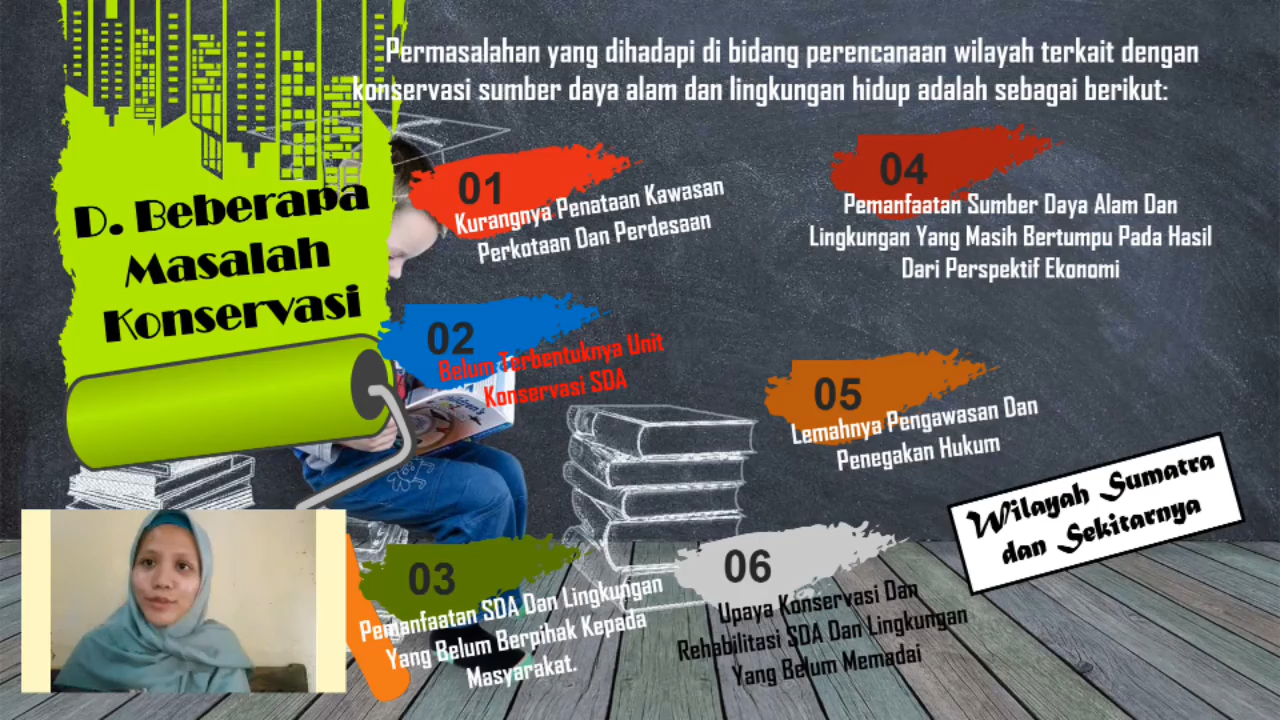 Permasalahan yang dihadapi di bidang perencanaan wilayah terkait dengan
konservasi sumber daya alam dan lingkungan hidup adalah sebagai berikut:
D. Beberapa
Masalah
Konservasi
01
Kurangnya Penataan Kawasan
Perkotaan Dan Perdesaan
02
Belum Terbentuknya Unit
Konservasi SDA
03
Pemanfaatan SDA Dan Lingkungan
Yang Belum Berpihak Kepada
Masyarakat.
04
Pemanfaatan Sumber Daya Alam Dan
Lingkungan Yang Masih Bertumpu Pada Hasil
Dari Perspektif Ekonomi
05
Lemahnya Pengawasan Dan
Penegakan Hukum
06
Upaya Konservasi Dan
Rehabilitasi SDA Dan Lingkungan
Yang Belum Memadai
Wilayah Sumatra
dan Sekitarnya